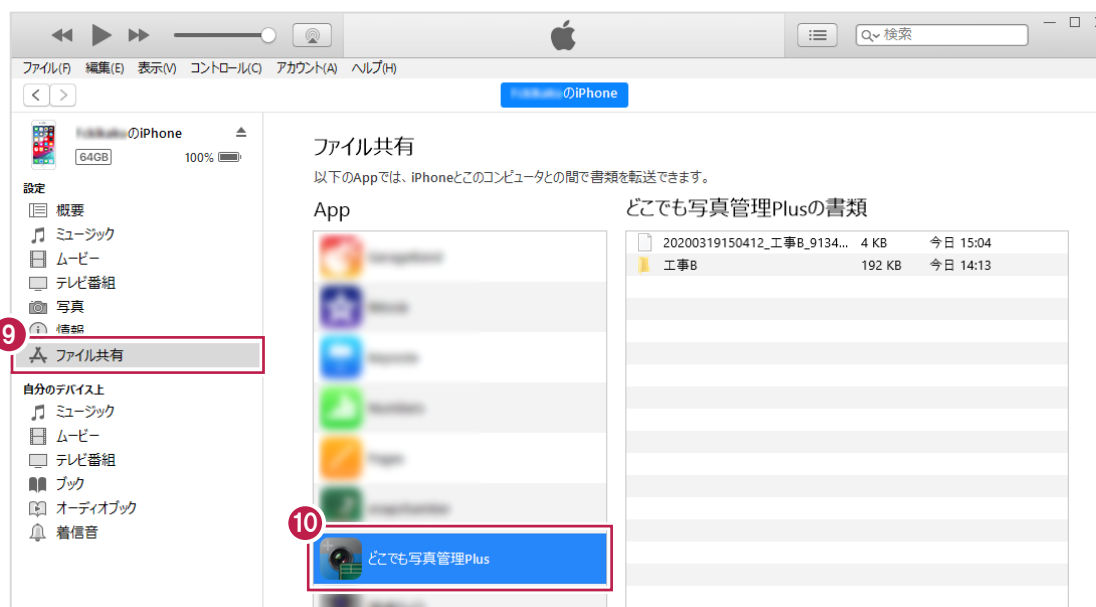 検索
ファイル(F) 編集(E) 表示(V) コントロール(C) アカウント(A) ヘルプ(H)
のiPhone
のiPhone
64GB 100%
設定
概要
ミュージック
ムービー
テレビ番組
写真
情報
9
ファイル共有
自分のデバイス上
ミュージック
ムービー
テレビ番組
ブック
オーディオブック
着信音
ファイル共有
以下のAppでは、iPhoneとこのコンピュータとの間で書類を転送できます。
App
10
どこでも写真管理Plus
どこでも写真管理Plusの書類
20200319150412_工事B_9134... 4 KB 今日 15:04
工事B 192 KB 今日 14:13